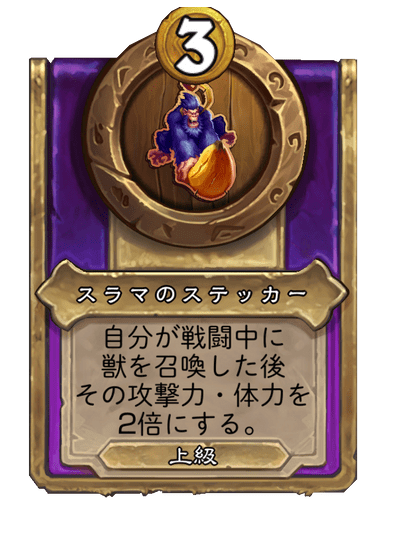 3
スラマのステッカー
自分が戦闘中に
獣を召喚した後
その攻撃力・体力を
2倍にする。
上級